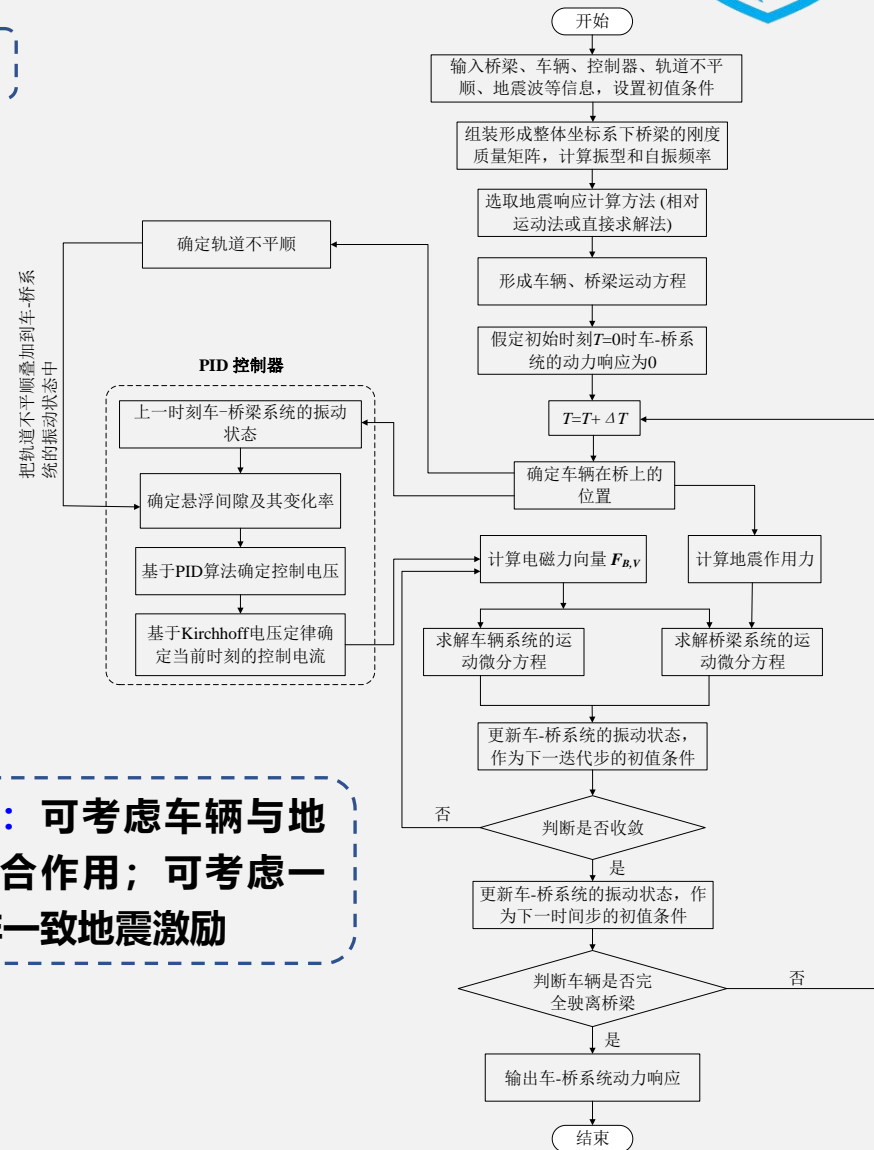 开始
输入桥梁、车辆、控制器、轨道不平
顺、地震波等信息，设置初值条件
组装形成整体坐标系下桥梁的刚度
质量矩阵，计算振型和自振频率
选取地震响应计算方法 (相对
运动法或直接求解法)
形成车辆、桥梁运动方程
假定初始时刻T=0时车-桥系
统的动力响应为0
T=T+ΔT
确定车辆在桥上的
位置
确定轨道不平顺
把轨道不平顺叠加到车-桥系
统的振动状态中
PID 控制器
上一时刻车-桥梁系统的振动
状态
确定悬浮间隙及其变化率
基于PID算法确定控制电压
基于Kirchhoff电压定律确
定当前时刻的控制电流
计算电磁力向量 F_{B,V}
计算地震作用力
求解车辆系统的运
动微分方程
求解桥梁系统的运
动微分方程
更新车-桥系统的振动状态，
作为下一迭代步的初值条件
否
判断是否收敛
是
更新车-桥系统的振动状态，作
为下一时间步的初值条件
判断车辆是否完
全驶离桥梁
否
是
输出车-桥系统动力响应
结束
：可考虑车辆与地
合作用；可考虑一
一致地震激励